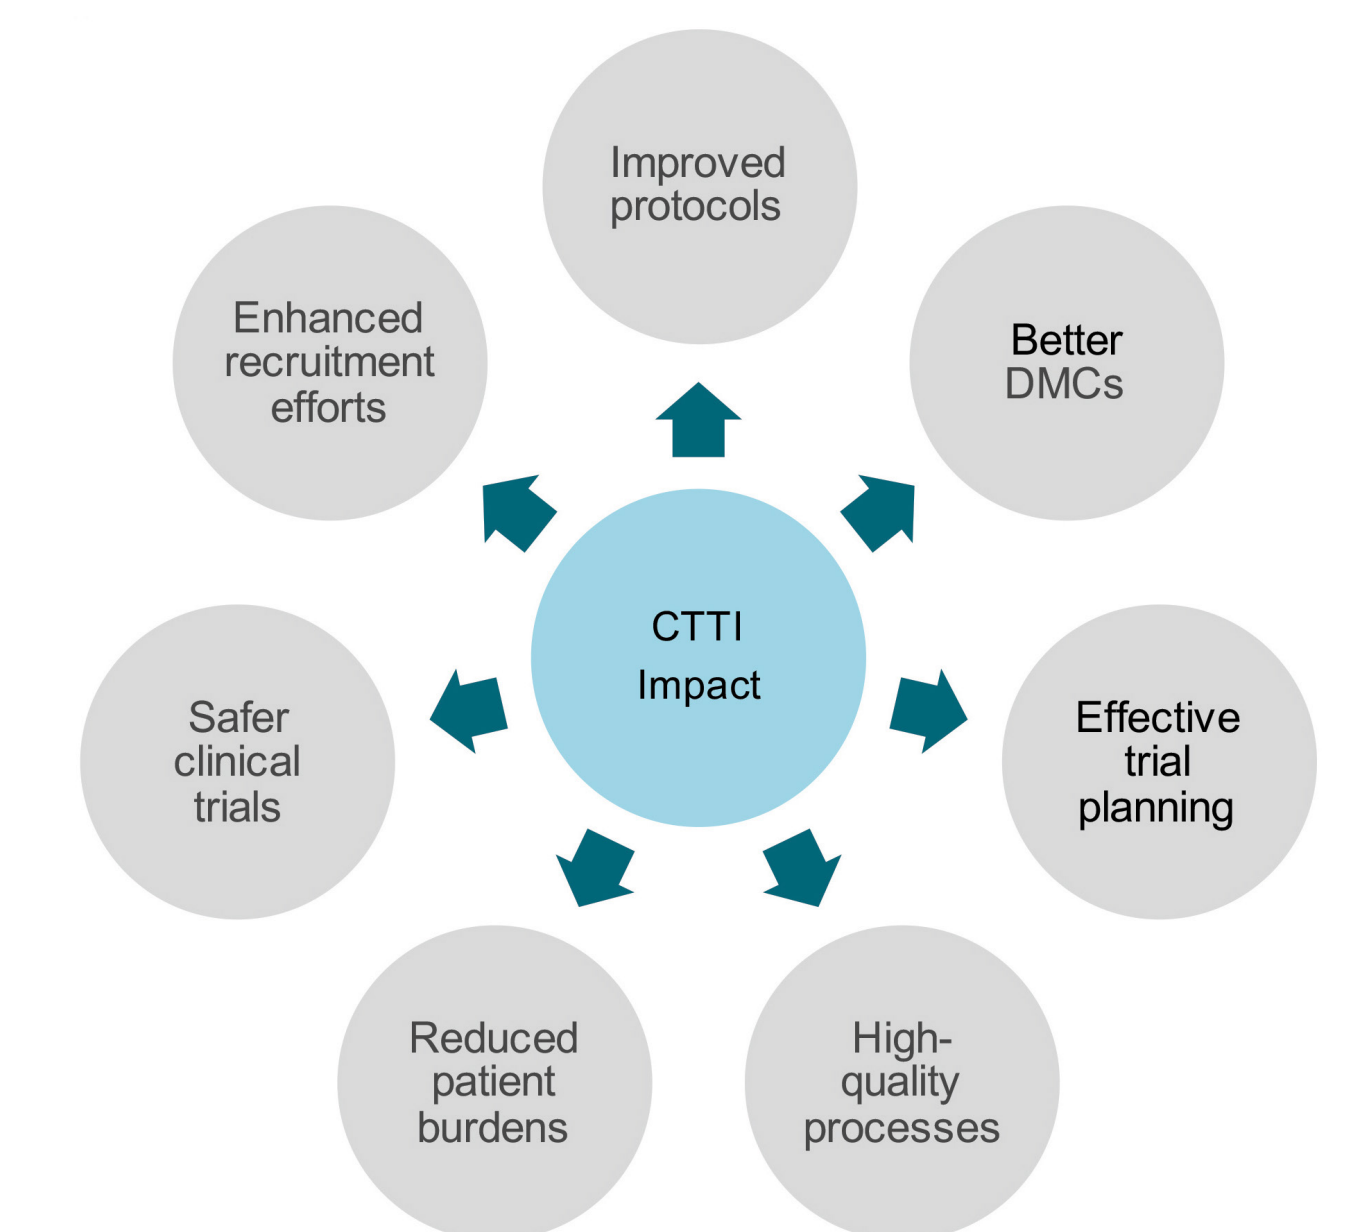 Improved
protocols
Enhanced
recruitment
efforts
Better
DMCs
CTTI
Impact
Safer
clinical
trials
Effective
trial
planning
Reduced
patient
burdens
High-
quality
processes